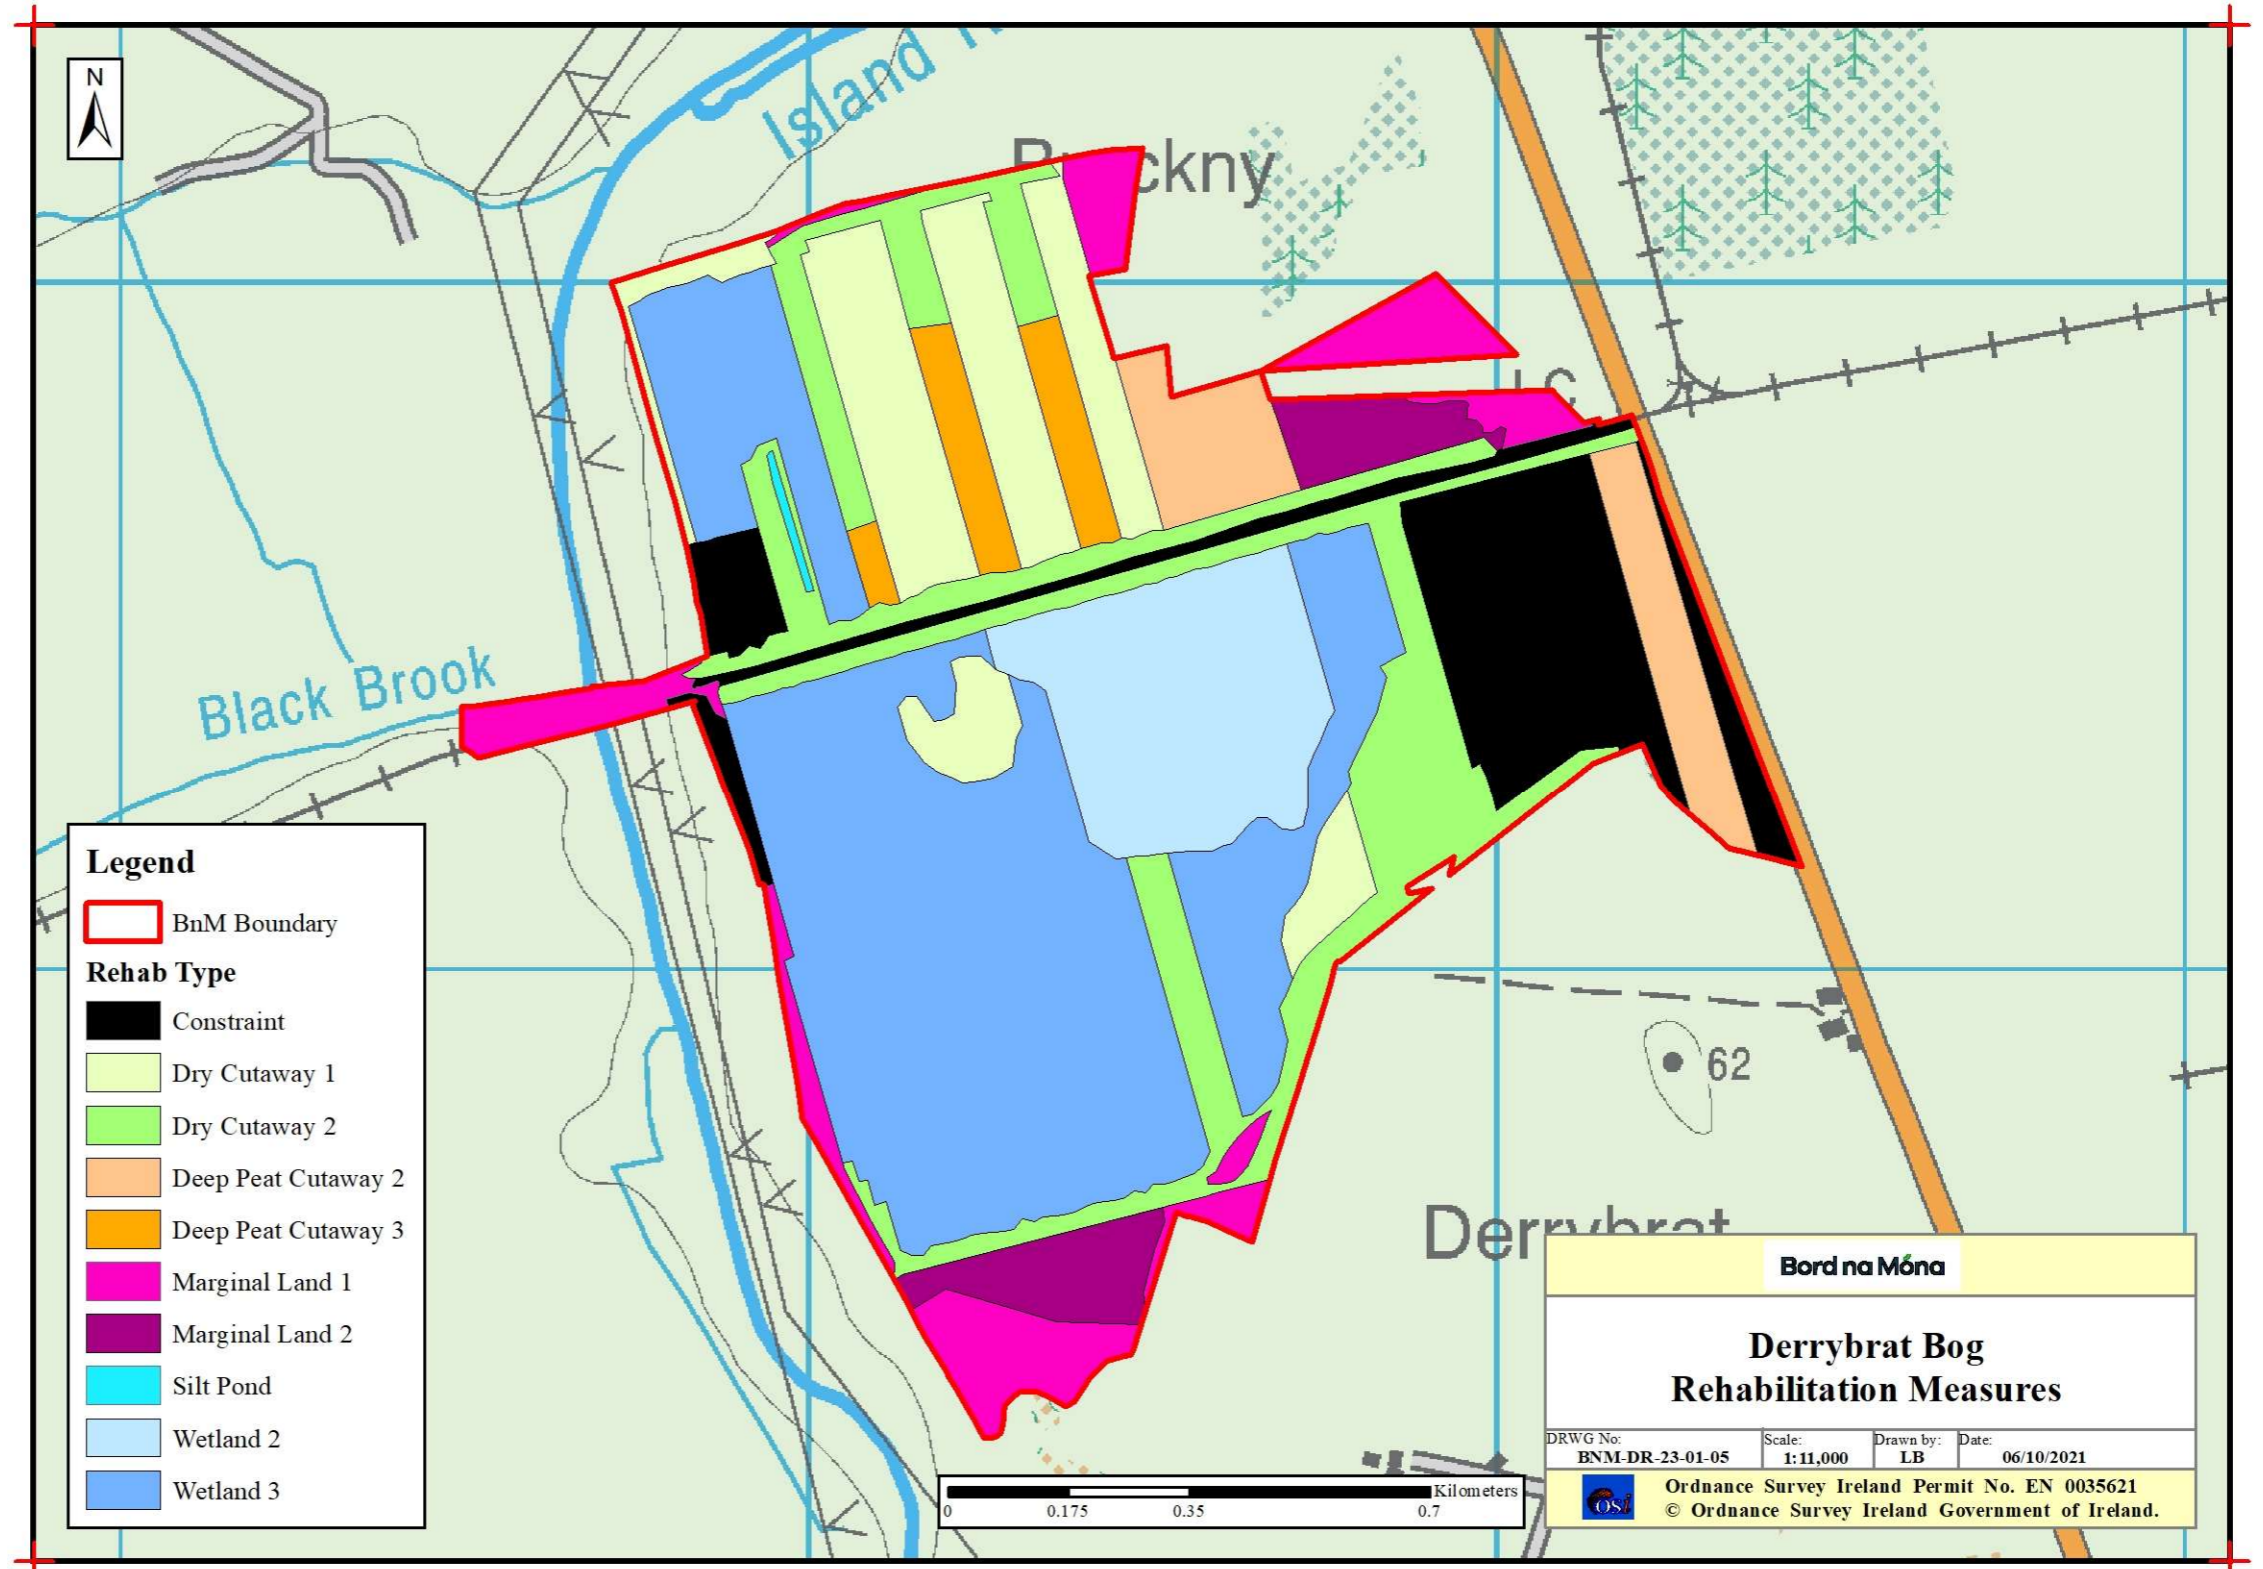 N
Island
Black Brook
62
Legend
BnM Boundary
Rehab Type
Constraint
Dry Cutaway 1
Dry Cutaway 2
Deep Peat Cutaway 2
Deep Peat Cutaway 3
Marginal Land 1
Marginal Land 2
Silt Pond
Wetland 2
Wetland 3
Derrybrat
Kilometers
0 0.175 0.35 0.7
Bord na Móna
Derrybrat Bog
Rehabilitation Measures
DRWG No: Scale: Drawn by: Date:
BNM-DR-23-01-05 1:11,000 LB 06/10/2021
osi
Ordnance Survey Ireland Permit No. EN 0035621
© Ordnance Survey Ireland Government of Ireland.